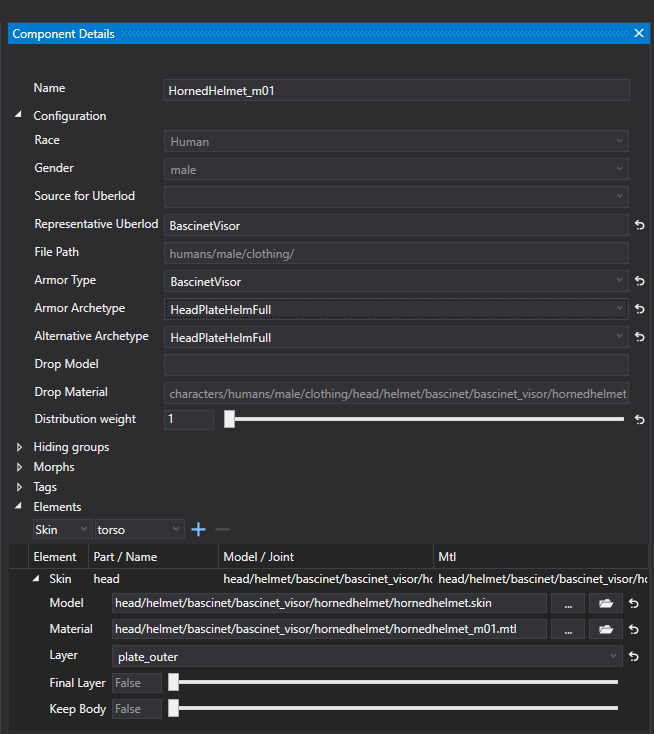 Component Details
Name HornedHelmet_m01
Configuration
Race Human
Gender male
Source for Uberlod
Representative Uberlod BascinetVisor
File Path humans/male/clothing/
Armor Type BascinetVisor
Armor Archetype HeadPlateHelmFull
Alternative Archetype HeadPlateHelmFull
Drop Model
Drop Material characters/humans/male/clothing/head/helmet/bascinet/bascinet_visor/hornedhelmet
Distribution weight 1
Hiding groups
Morphs
Tags
Elements
Skin torso
Element Part / Name Model / Joint Mtl
Skin head head/helmet/bascinet/bascinet_visor/ho head/helmet/bascinet/bascinet_visor/ho
Model head/helmet/bascinet/bascinet_visor/hornedhelmet/hornedhelmet.skin ...
Material head/helmet/bascinet/bascinet_visor/hornedhelmet/hornedhelmet_m01.mtl ...
Layer plate_outer
Final Layer False
Keep Body False